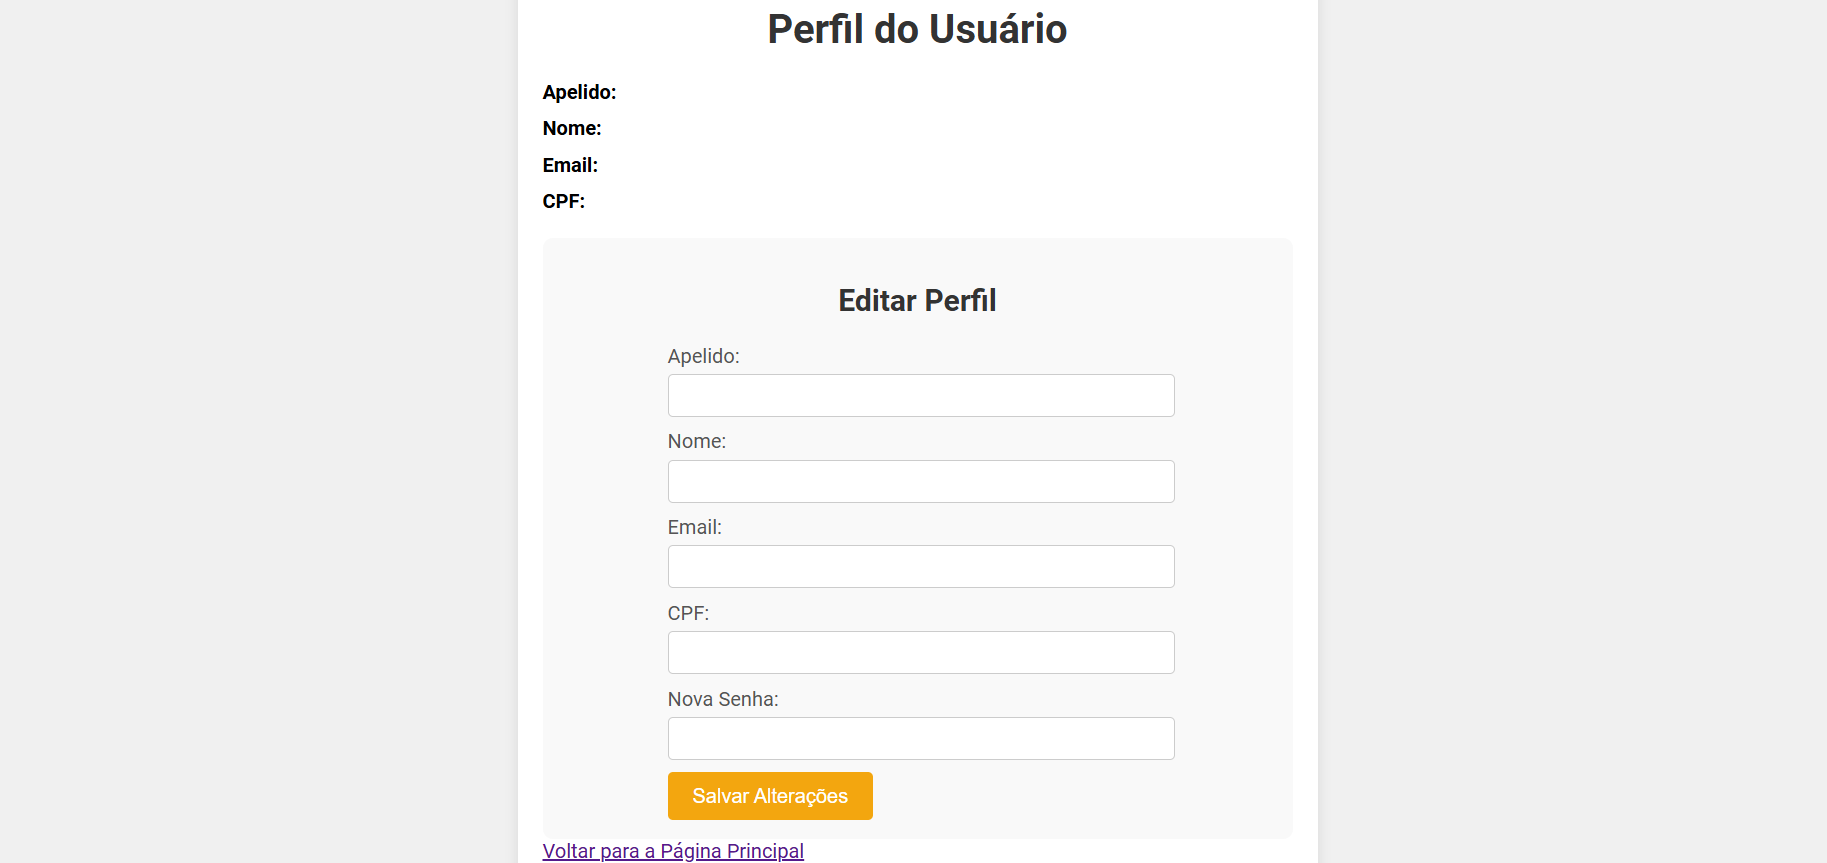 Perfil do Usuário
Apelido:
Nome:
Email:
CPF:
Editar Perfil
Apelido:
Nome:
Email:
CPF:
Nova Senha:
Salvar Alterações
Voltar para a Página Principal